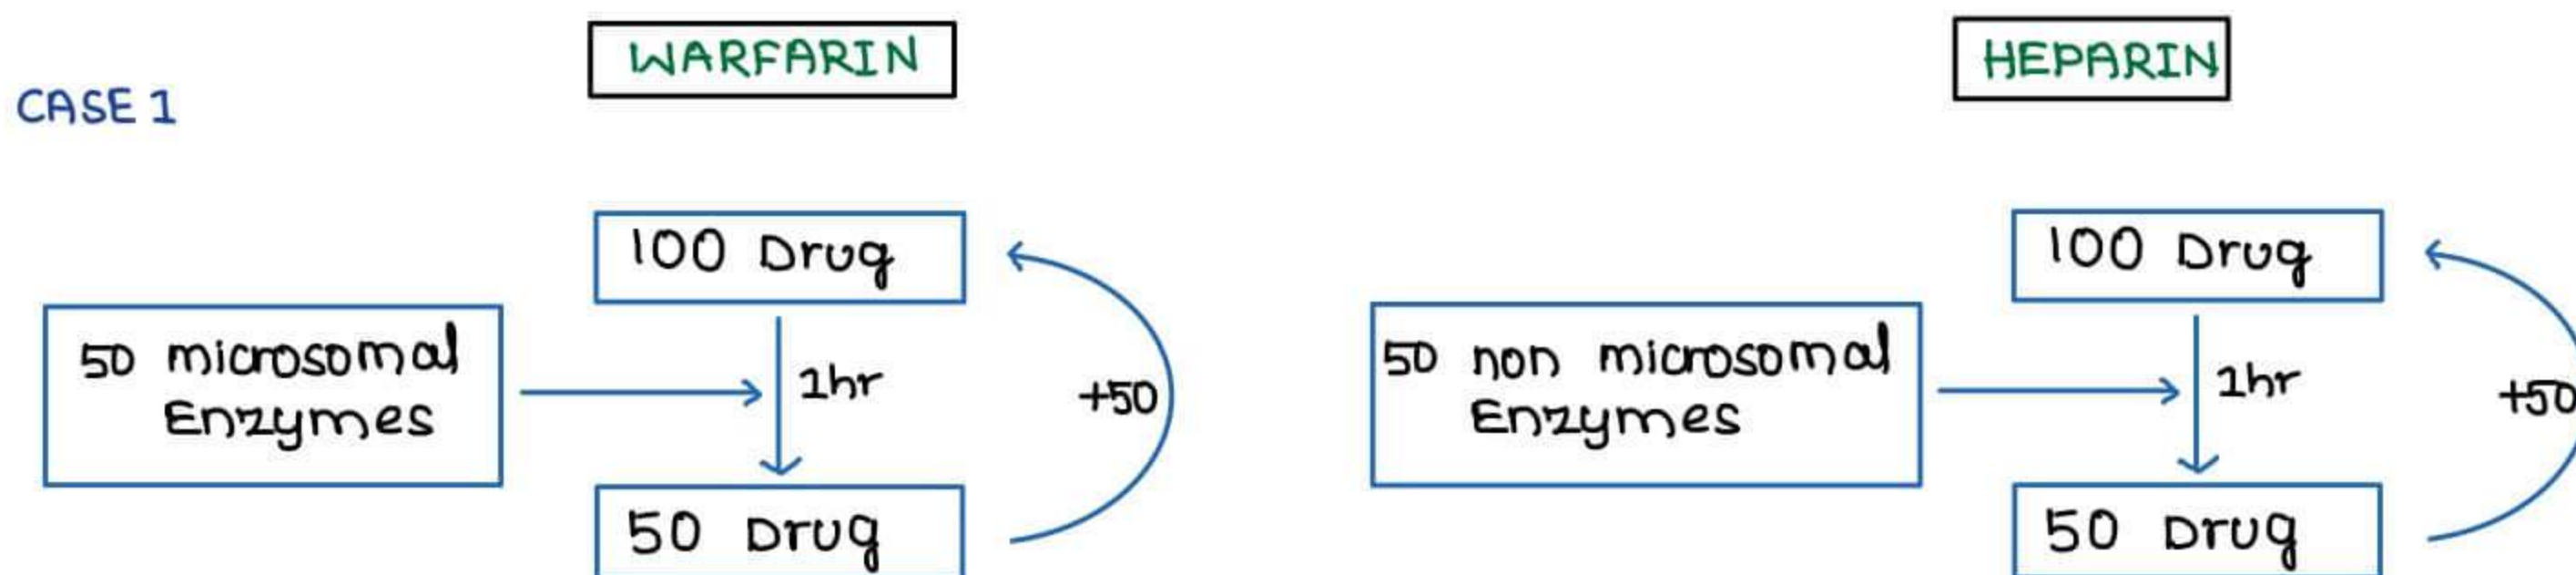 WARFARIN
HEPARIN
CASE 1
100 Drug
100 Drug
50 microsomal
Enzymes
1hr
+50
50 non microsomal
Enzymes
1hr
+50
50 Drug
50 Drug